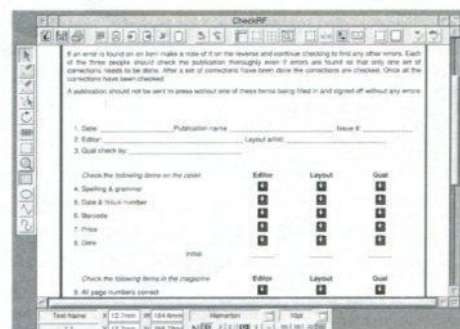 CheckRF
If an error is found on an item make a note of it on the reverse and continue checking to find any other errors. Each
of the three people should check the publication thoroughly even if errors are found so that only one set of
corrections needs to be done. After a set of corrections have been done the corrections are checked. Once all the
corrections have been checked
A publication should not be sent to press without one of these items being filled in and signed off without any errors
1. Date: Publication name Issue #:
2. Editor: Layout artist:
3. Qual check by:
Check the following items on the cover Editor Layout Qual
4. Spelling & grammar
5. Date & Issue number
6. Barcode
7. Price
8. Date
Initial
Check the following items in the magazine Editor Layout Qual
9. All page numbers correct
Text Name X 12.7mm W 184.6mm Hamerton 10pt